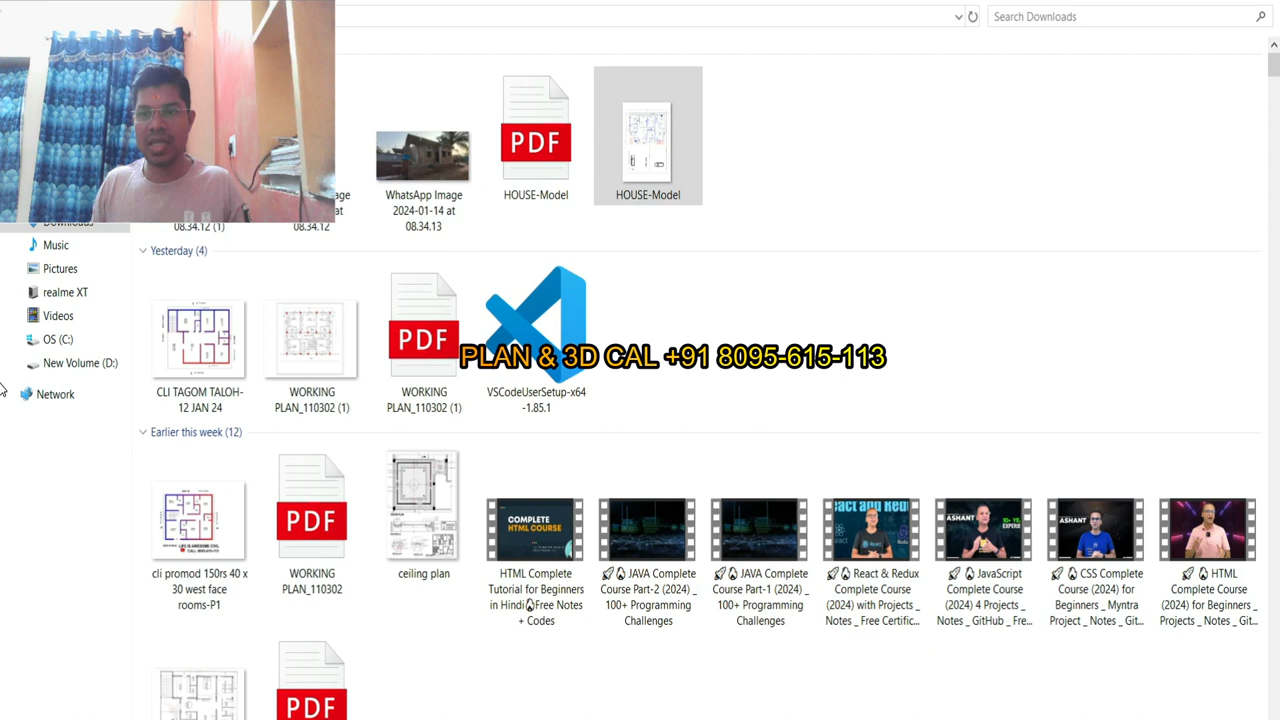 Search Downloads
08.34.12 (1)
age
at
08.34.12
WhatsApp Image
2024-01-14 at
08.34.13
PDF
HOUSE-Model
HOUSE-Model
Downloads
Music
Pictures
realme XT
Videos
OS (C:)
New Volume (D:)
Network
Yesterday (4)
PDF
CLI TAGOM TALOH-
12 JAN 24
WORKING
PLAN_110302 (1)
WORKING
PLAN_110302 (1)
VSCodeUserSetup-x64
-1.85.1
PLAN & 3D CAL +91 8095-615-113
Earlier this week (12)
PDF
COMPLETE
HTML COURSE
ASHANT
ASHANT
cli promod 150rs 40 x
30 west face
rooms-P1
WORKING
PLAN_110302
ceiling plan
HTML Complete
Tutorial for Beginners
in Hindi🔥Free Notes
+ Codes
🚀🔥 JAVA Complete
Course Part-2 (2024) _
100+ Programming
Challenges
🚀🔥 JAVA Complete
Course Part-1 (2024) _
100+ Programming
Challenges
🚀🔥 React & Redux
Complete Course
(2024) with Projects _
Notes _ Free Certific...
🚀🔥 JavaScript
Complete Course
(2024) 4 Projects _
Notes _ GitHub _ Fre...
🚀🔥 CSS Complete
Course (2024) for
Beginners _ Myntra
Project _ Notes _ Git...
🚀🔥 HTML
Complete Course
(2024) for Beginners _
Projects _ Notes _ Git...
PDF